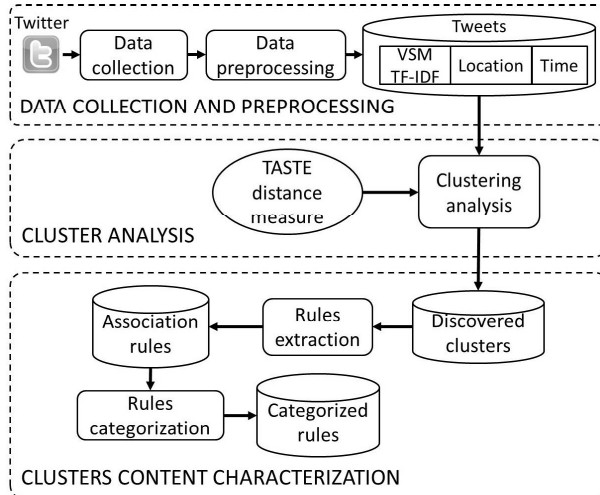 Twitter
Data
collection
Data
preprocessing
Tweets
VSM
TF-IDF
Location
Time
DATA COLLECTION AND PREPROCESSING
TASTE
distance
measure
Clustering
analysis
CLUSTER ANALYSIS
Association
rules
Rules
extraction
Discovered
clusters
Rules
categorization
Categorized
rules
CLUSTERS CONTENT CHARACTERIZATION